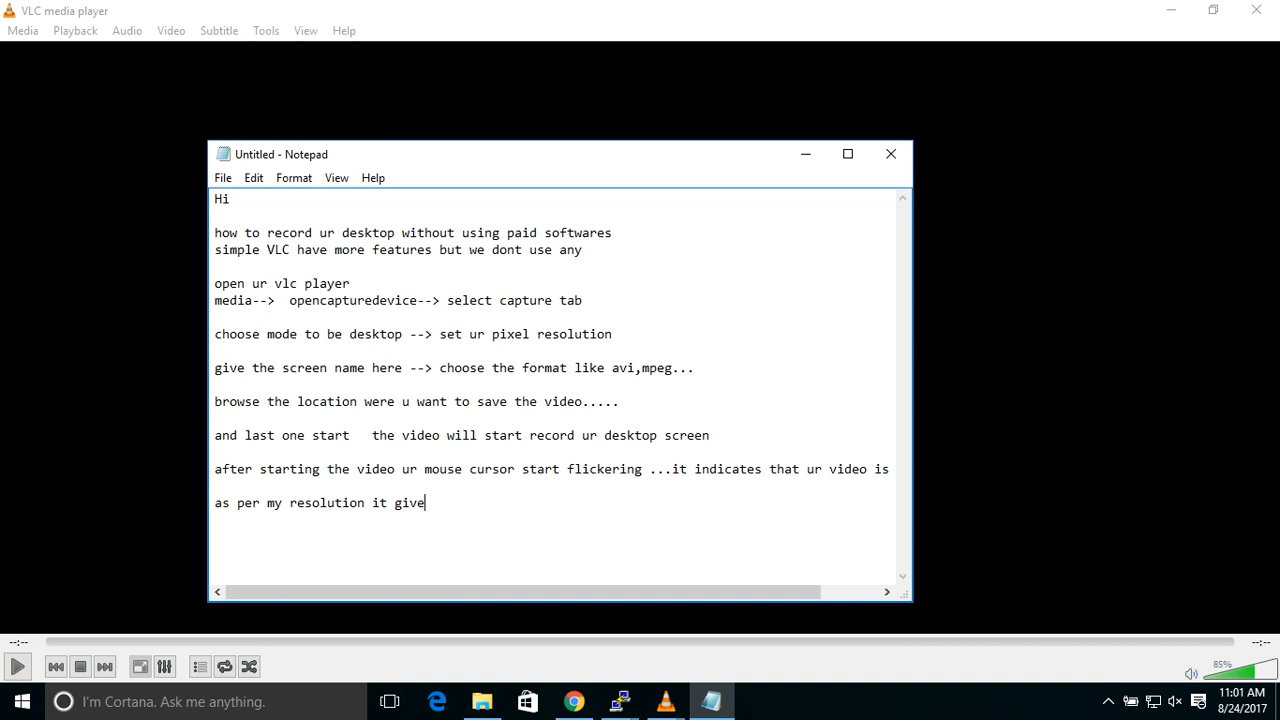 VLC media player
Media Playback Audio Video Subtitle Tools View Help
Untitled - Notepad
File Edit Format View Help
Hi
how to record ur desktop without using paid softwares
simple VLC have more features but we dont use any
open ur vlc player
media--> opencapturedevice--> select capture tab
choose mode to be desktop --> set ur pixel resolution
give the screen name here --> choose the format like avi,mpeg...
browse the location were u want to save the video.....
and last one start the video will start record ur desktop screen
after starting the video ur mouse cursor start flickering ...it indicates that ur video is
as per my resolution it give
--:-- --:--
85%
I'm Cortana. Ask me anything.
11:01 AM
8/24/2017